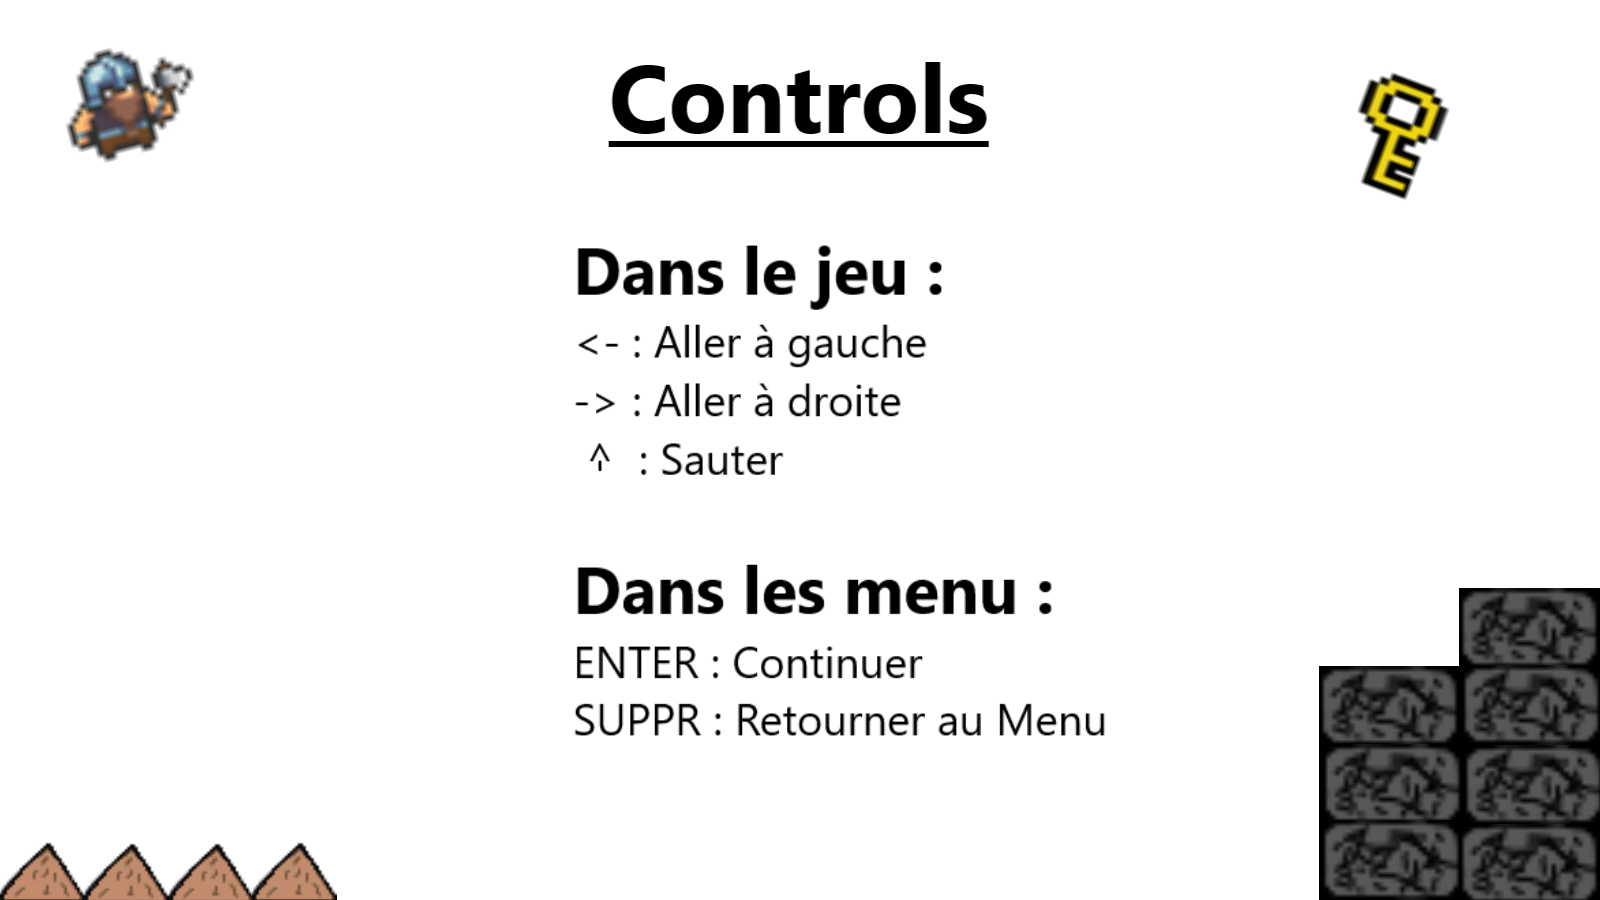 Controls
Dans le jeu :
<- : Aller à gauche
-> : Aller à droite
^ : Sauter
Dans les menu :
ENTER : Continuer
SUPPR : Retourner au Menu